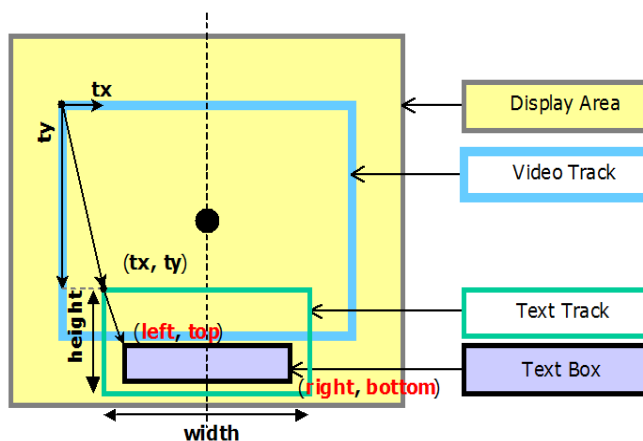 tx
ty
Display Area
Video Track
(tx, ty)
height
(left, top)
Text Track
(right, bottom)
Text Box
width